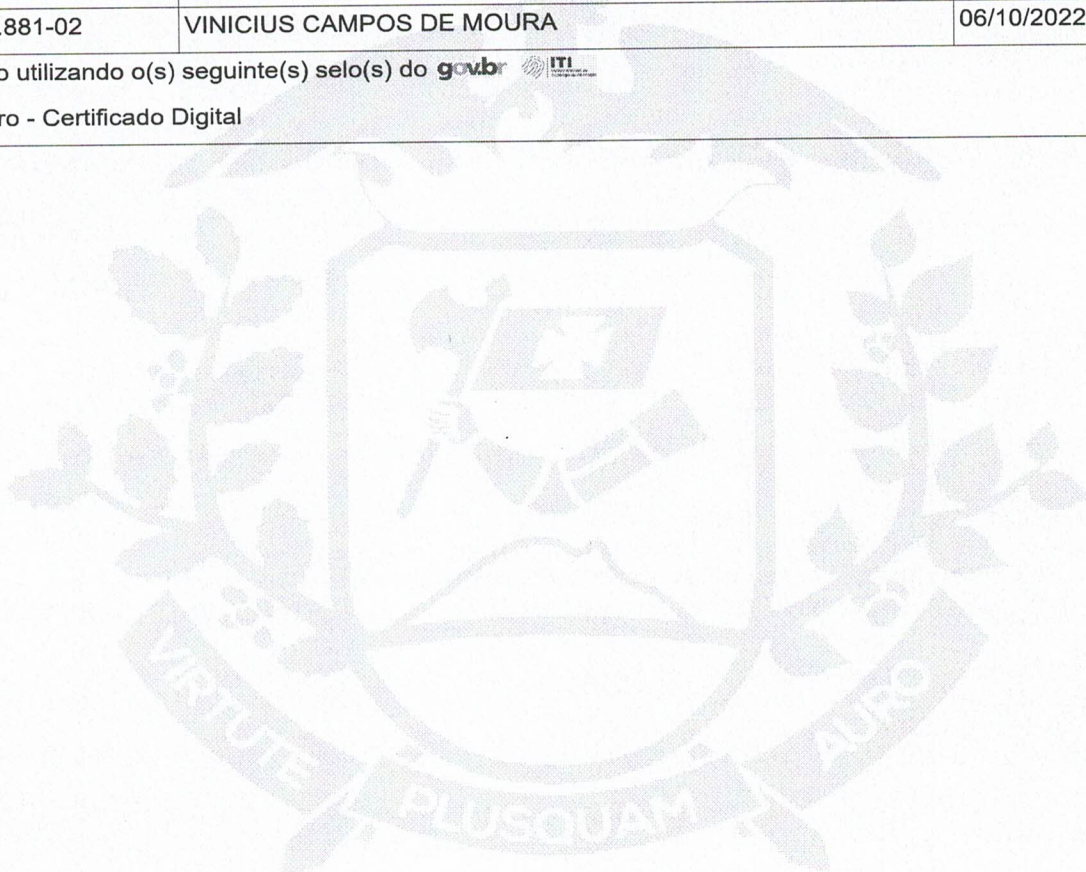 .881-02 VINICIUS CAMPOS DE MOURA 06/10/2022
o utilizando o(s) seguinte(s) selo(s) do gov.br ITI
ro - Certificado Digital
VIRTUTE PLUSQUAM AURO